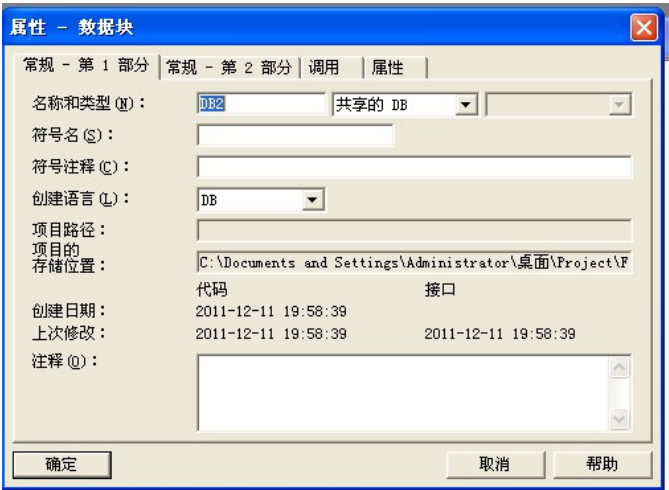 属性 - 数据块
常规 - 第 1 部分 常规 - 第 2 部分 调用 属性
名称和类型(N): DB2 共享的 DB
符号名(S):
符号注释(C):
创建语言(L): DB
项目路径:
项目的
存储位置: C:\Documents and Settings\Administrator\桌面\Project\F
代码 接口
创建日期: 2011-12-11 19:58:39
上次修改: 2011-12-11 19:58:39 2011-12-11 19:58:39
注释(O):
确定 取消 帮助